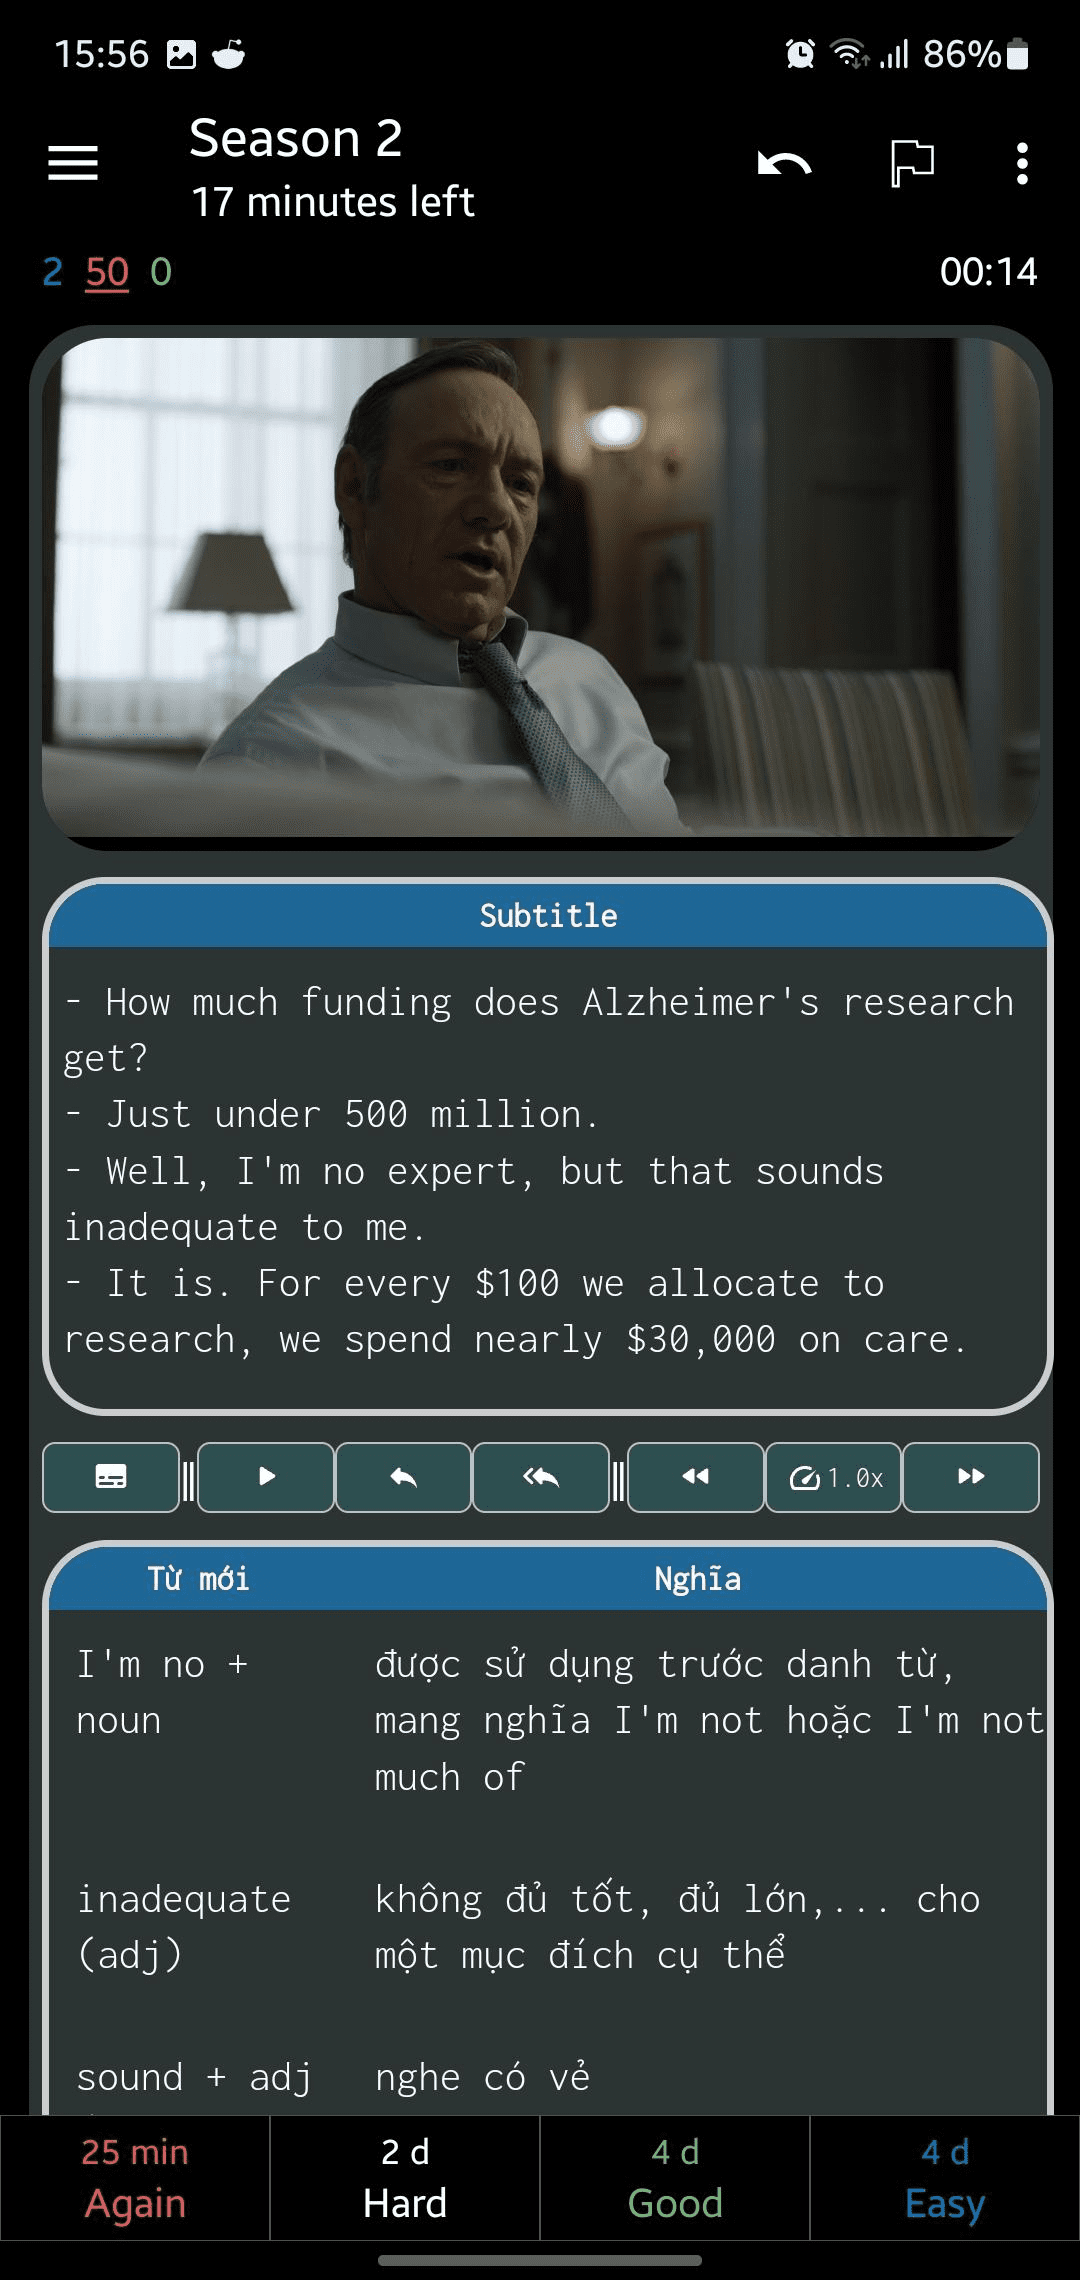 15:56 86%
Season 2
17 minutes left
2 50 0 00:14
Subtitle
- How much funding does Alzheimer's research
get?
- Just under 500 million.
- Well, I'm no expert, but that sounds
inadequate to me.
- It is. For every $100 we allocate to
research, we spend nearly $30,000 on care.
1.0x
Từ mới Nghĩa
I'm no + được sử dụng trước danh từ,
noun mang nghĩa I'm not hoặc I'm not
much of
inadequate không đủ tốt, đủ lớn,... cho
(adj) một mục đích cụ thể
sound + adj nghe có vẻ
25 min 2 d 4 d 4 d
Again Hard Good Easy